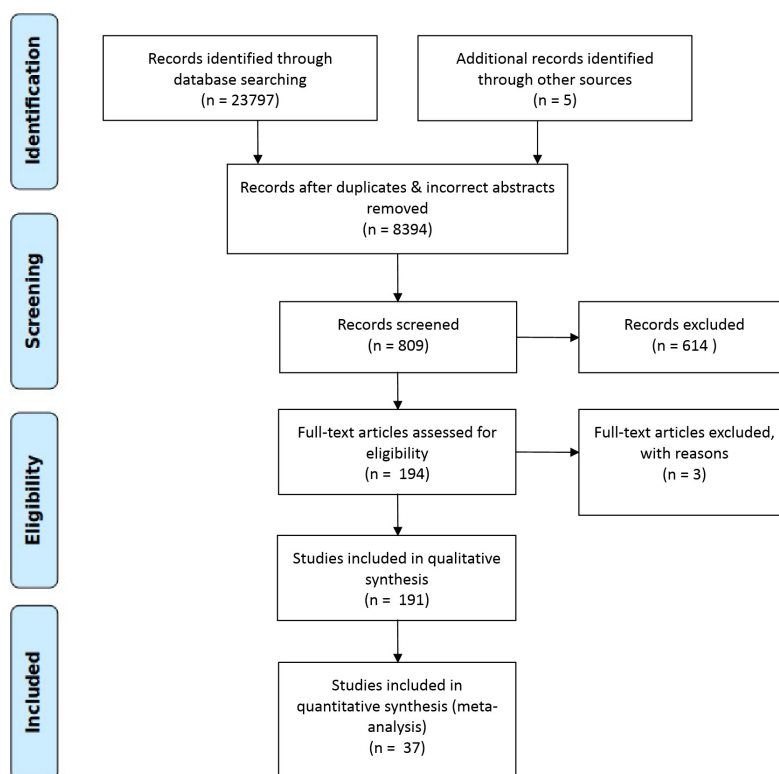 Identification
Records identified through
database searching
(n = 23797)
Additional records identified
through other sources
(n = 5)
Records after duplicates & incorrect abstracts
removed
(n = 8394)
Screening
Records screened
(n = 809)
Records excluded
(n = 614 )
Eligibility
Full-text articles assessed for
eligibility
(n = 194)
Full-text articles excluded,
with reasons
(n = 3)
Studies included in qualitative
synthesis
(n = 191)
Included
Studies included in
quantitative synthesis (meta-
analysis)
(n = 37)